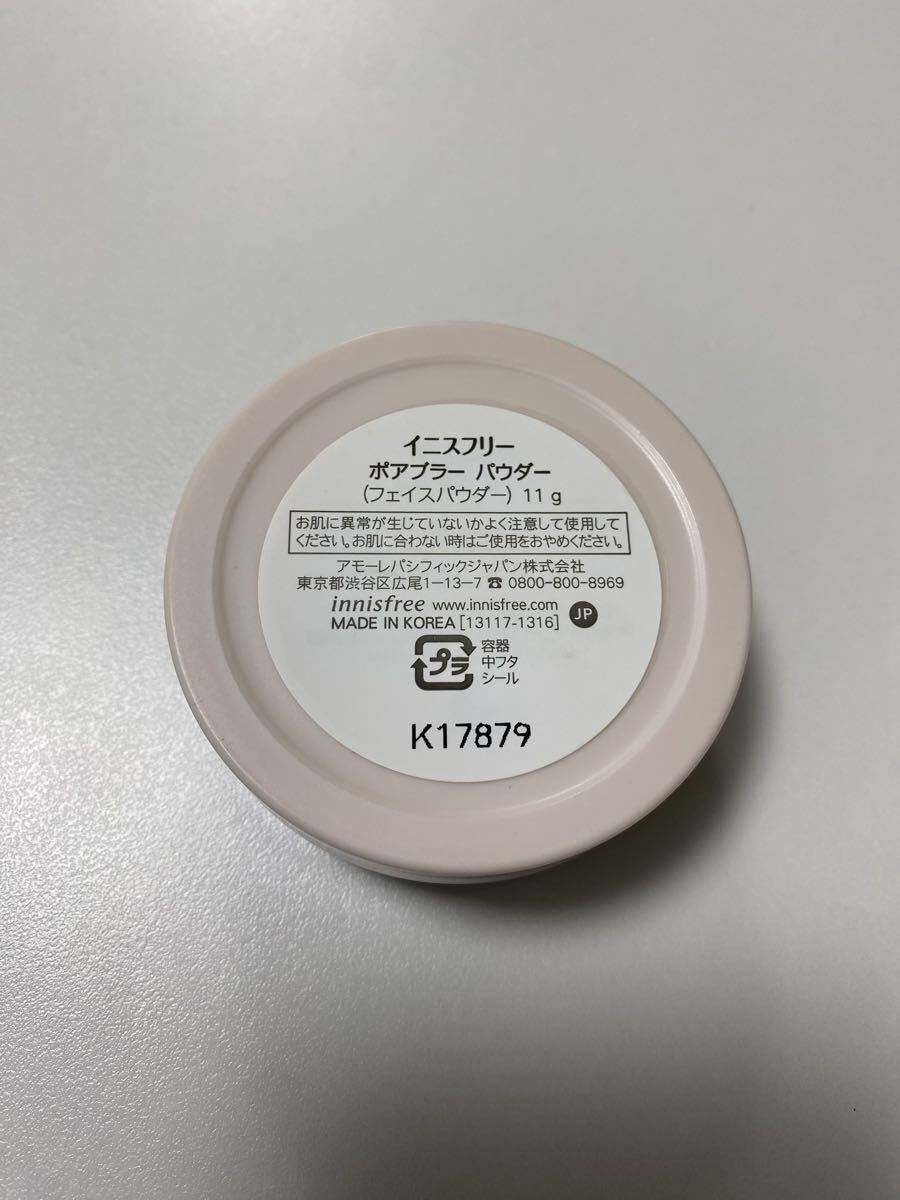 イニスフリー
ポアブラー パウダー
(フェイスパウダー) 11 g
お肌に異常が生じていないかよく注意して使用して
ください。お肌に合わない時はご使用をおやめください。
アモーレパシフィックジャパン株式会社
東京都渋谷区広尾1-13-7 ☎ 0800-800-8969
innisfree www.innisfree.com
MADE IN KOREA [13117-1316] JP
プラ 容器
中フタ
シール
K17879